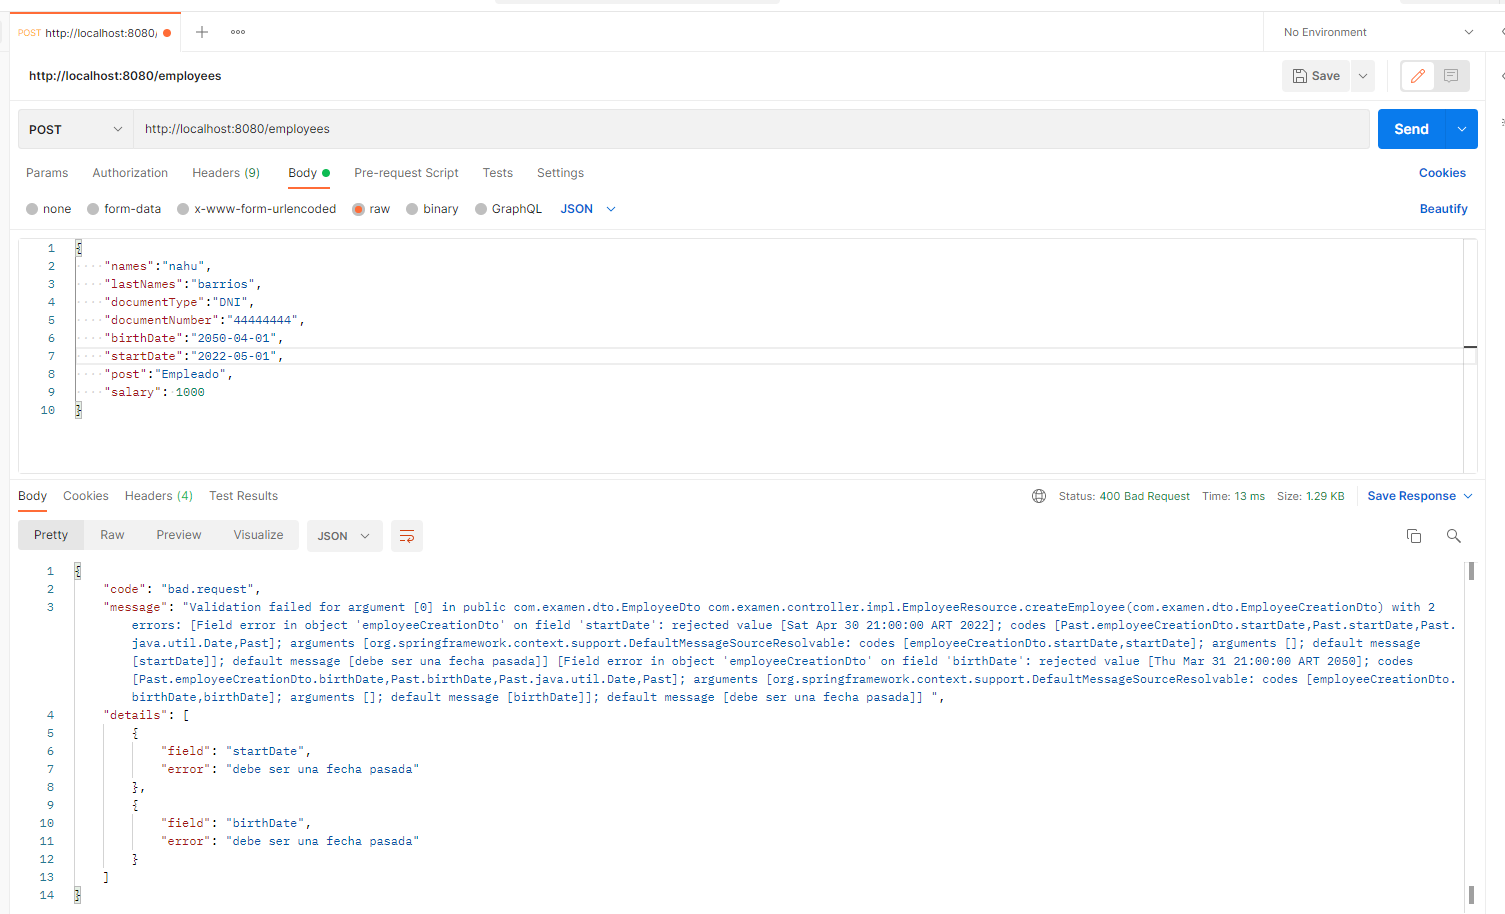 POST http://localhost:8080/
No Environment
http://localhost:8080/employees
Save
POST http://localhost:8080/employees Send
Params Authorization Headers (9) Body Pre-request Script Tests Settings Cookies
none form-data x-www-form-urlencoded raw binary GraphQL JSON Beautify
1 {
2 "names":"nahu",
3 "lastNames":"barrios",
4 "documentType":"DNI",
5 "documentNumber":"44444444",
6 "birthDate":"2050-04-01",
7 "startDate":"2022-05-01",
8 "post":"Empleado",
9 "salary": 1000
10 }
Body Cookies Headers (4) Test Results Status: 400 Bad Request Time: 13 ms Size: 1.29 KB Save Response
Pretty Raw Preview Visualize JSON
1 {
2 "code": "bad.request",
3 "message": "Validation failed for argument [0] in public com.examen.dto.EmployeeDto com.examen.controller.impl.EmployeeResource.createEmployee(com.examen.dto.EmployeeCreationDto) with 2
errors: [Field error in object 'employeeCreationDto' on field 'startDate': rejected value [Sat Apr 30 21:00:00 ART 2022]; codes [Past.employeeCreationDto.startDate,Past.startDate,Past.
java.util.Date,Past]; arguments [org.springframework.context.support.DefaultMessageSourceResolvable: codes [employeeCreationDto.startDate,startDate]; arguments []; default message
[startDate]]; default message [debe ser una fecha pasada]] [Field error in object 'employeeCreationDto' on field 'birthDate': rejected value [Thu Mar 31 21:00:00 ART 2050]; codes
[Past.employeeCreationDto.birthDate,Past.birthDate,Past.java.util.Date,Past]; arguments [org.springframework.context.support.DefaultMessageSourceResolvable: codes [employeeCreationDto.
birthDate,birthDate]; arguments []; default message [birthDate]]; default message [debe ser una fecha pasada]] ",
4 "details": [
5 {
6 "field": "startDate",
7 "error": "debe ser una fecha pasada"
8 },
9 {
10 "field": "birthDate",
11 "error": "debe ser una fecha pasada"
12 }
13 ]
14 }